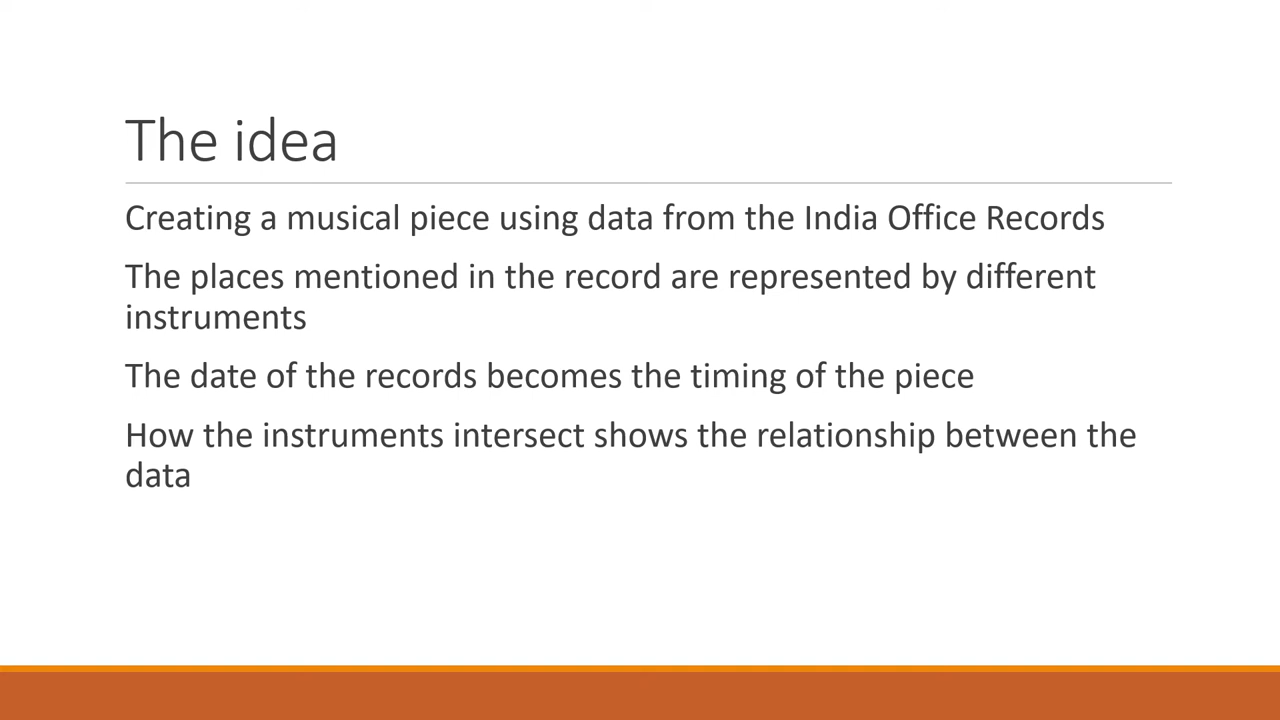 The idea
Creating a musical piece using data from the India Office Records
The places mentioned in the record are represented by different
instruments
The date of the records becomes the timing of the piece
How the instruments intersect shows the relationship between the
data